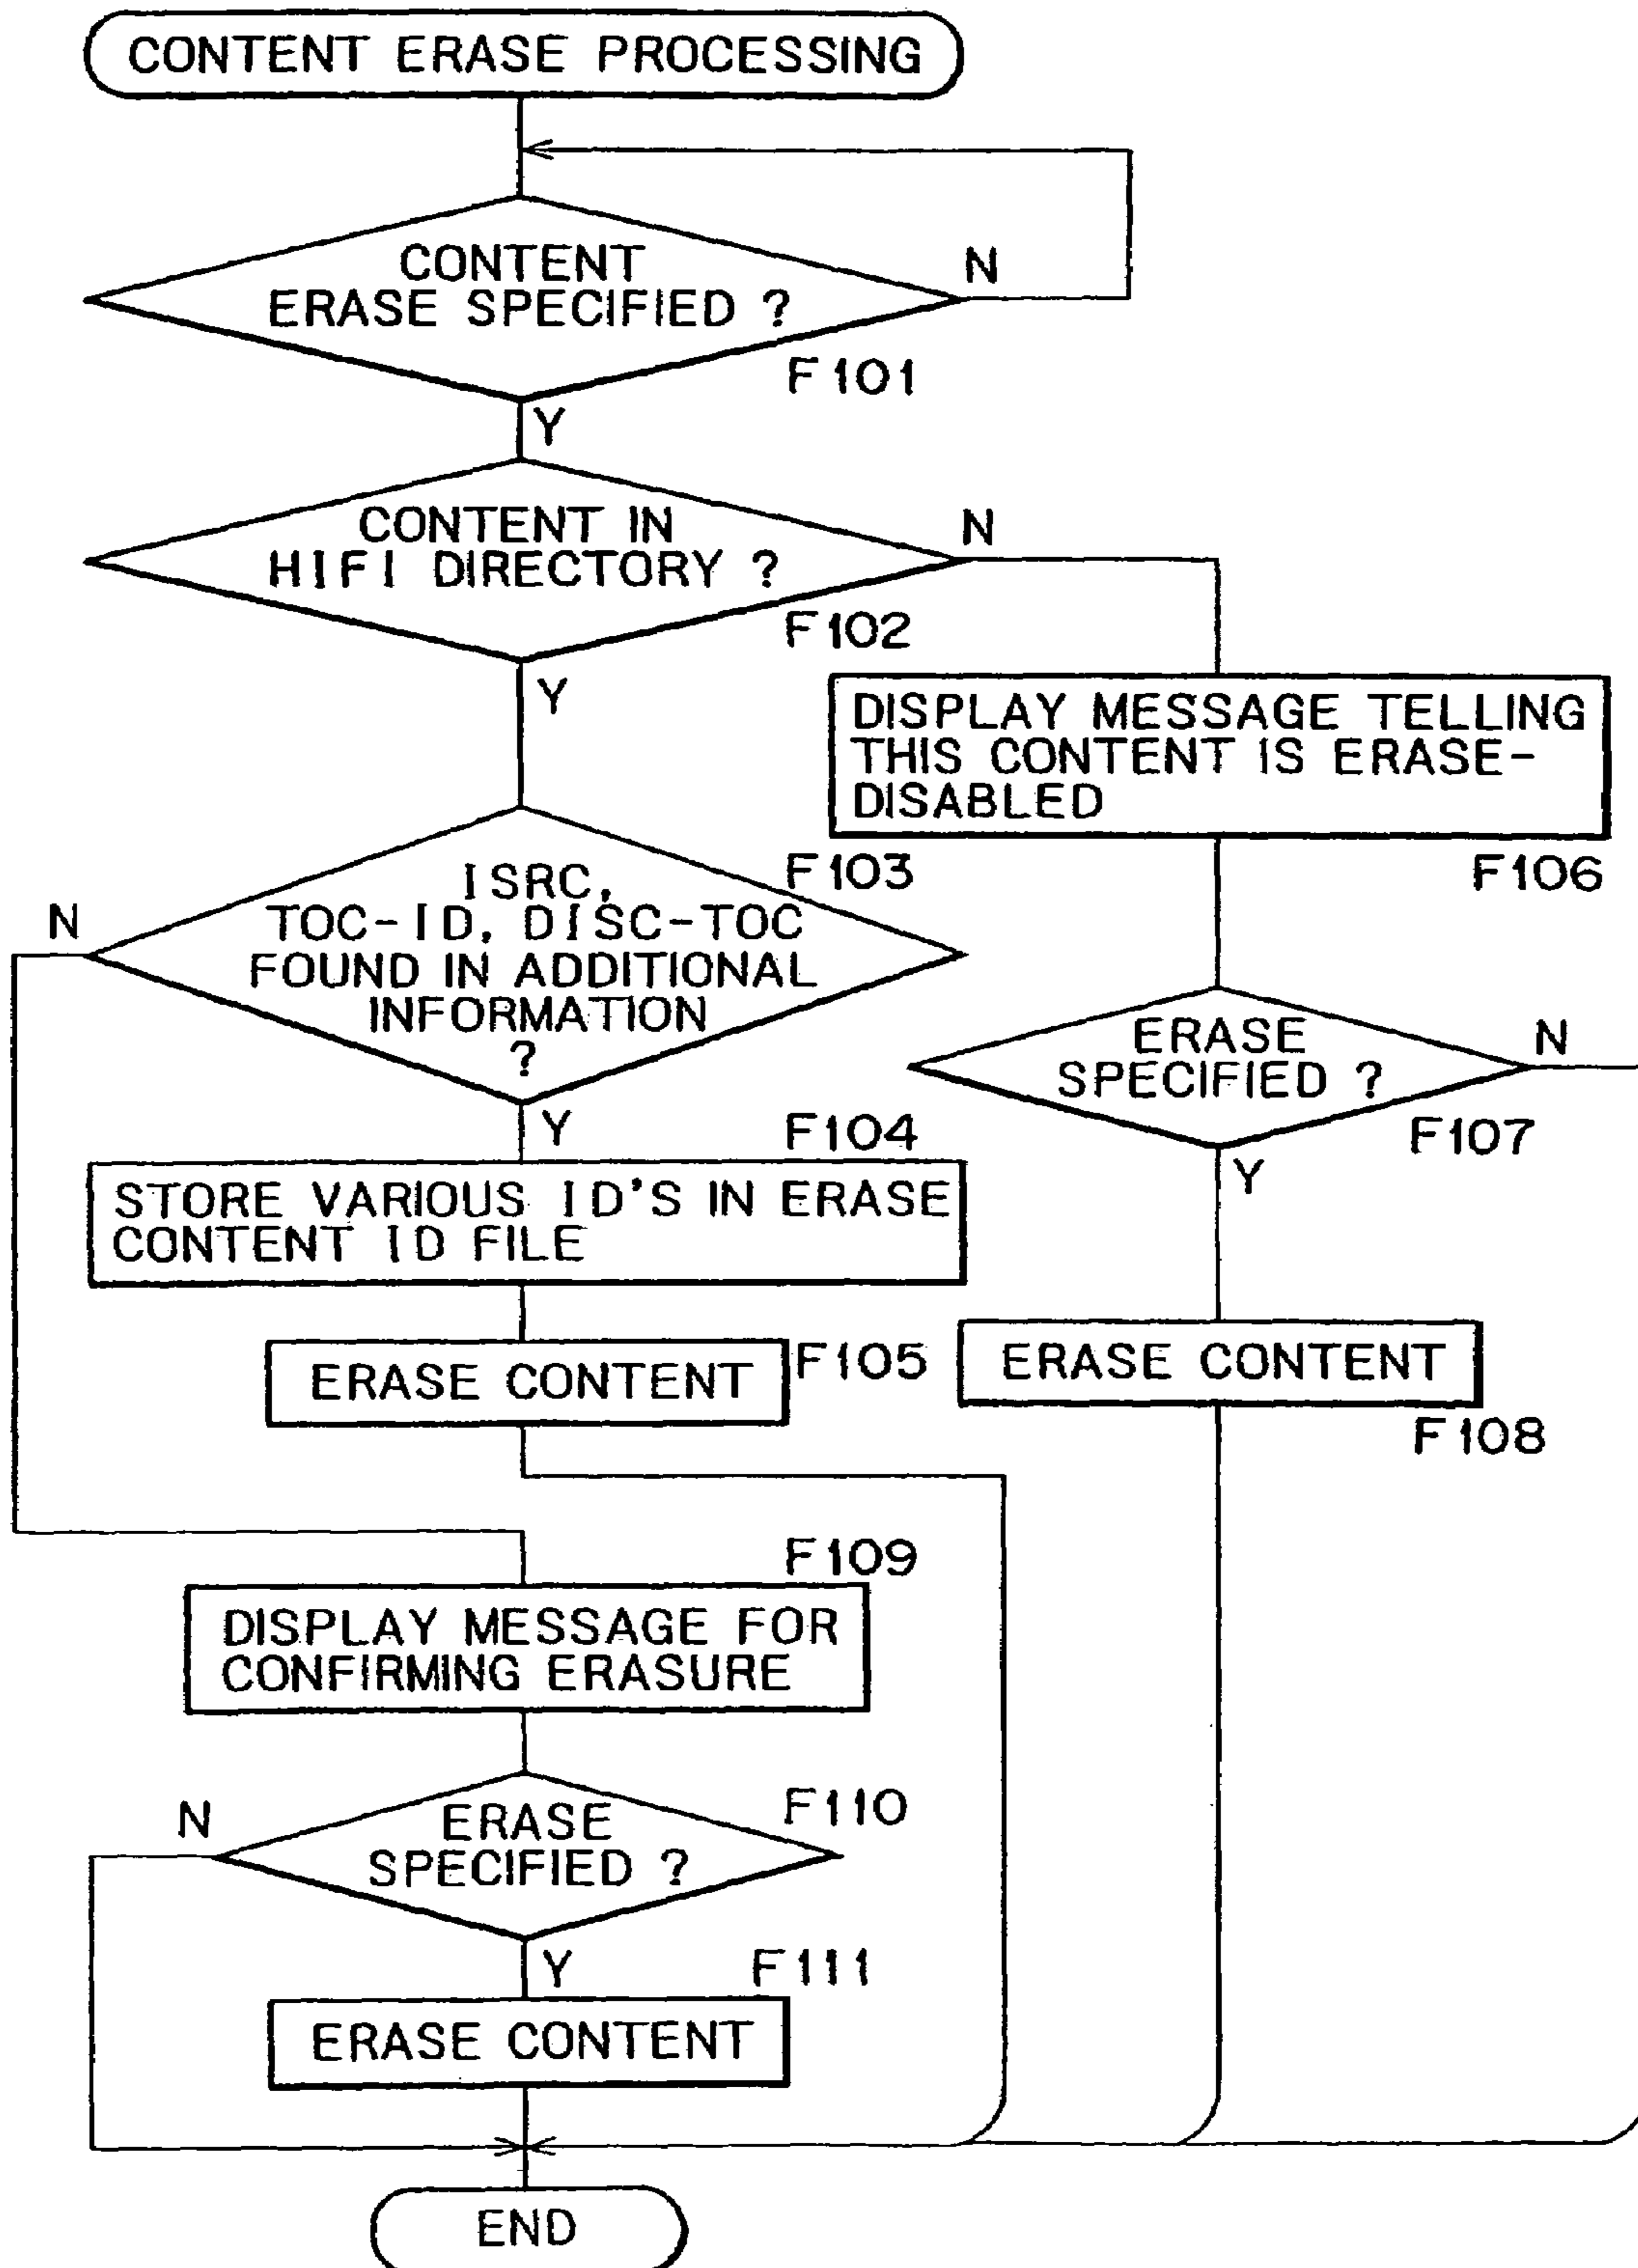 CONTENT ERASE PROCESSING
CONTENT
ERASE SPECIFIED ?
N
F101
Y
CONTENT IN
HIFI DIRECTORY ?
N
F102
Y
DISPLAY MESSAGE TELLING
THIS CONTENT IS ERASE-
DISABLED
F106
F103
ISRC,
TOC-ID, DISC-TOC
FOUND IN ADDITIONAL
INFORMATION
?
N
Y
ERASE
SPECIFIED ?
N
F107
Y
F104
STORE VARIOUS ID'S IN ERASE
CONTENT ID FILE
ERASE CONTENT
F105
ERASE CONTENT
F108
F109
DISPLAY MESSAGE FOR
CONFIRMING ERASURE
N
ERASE
SPECIFIED ?
F110
Y
F111
ERASE CONTENT
END